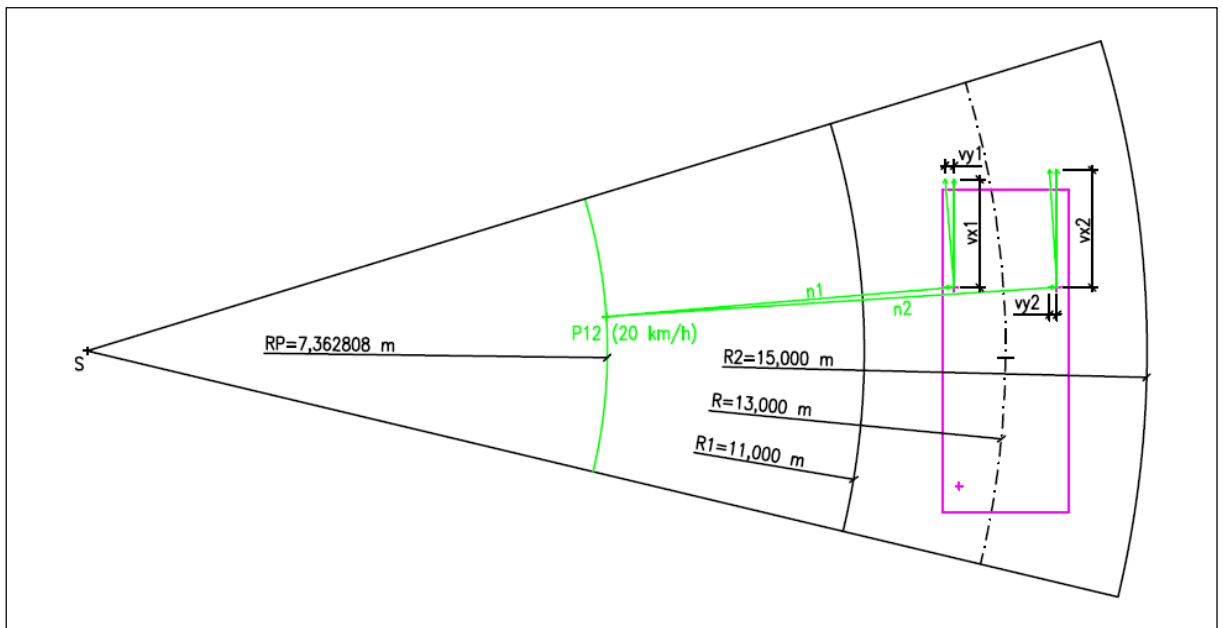 vy1
vx1
vx2
n1
n2
vy2
P12 (20 km/h)
S
RP=7,362808 m
R2=15,000 m
R=13,000 m
R1=11,000 m